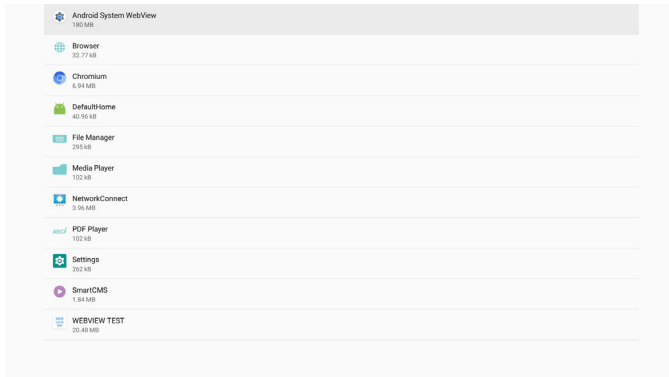 Android System WebView
180 MB
Browser
32.77 kB
Chromium
6.94 MB
DefaultHome
40.96 kB
File Manager
295 kB
Media Player
102 kB
NetworkConnect
3.96 MB
PDF Player
102 kB
Settings
262 kB
SmartCMS
1.84 MB
WEBVIEW TEST
20.48 MB